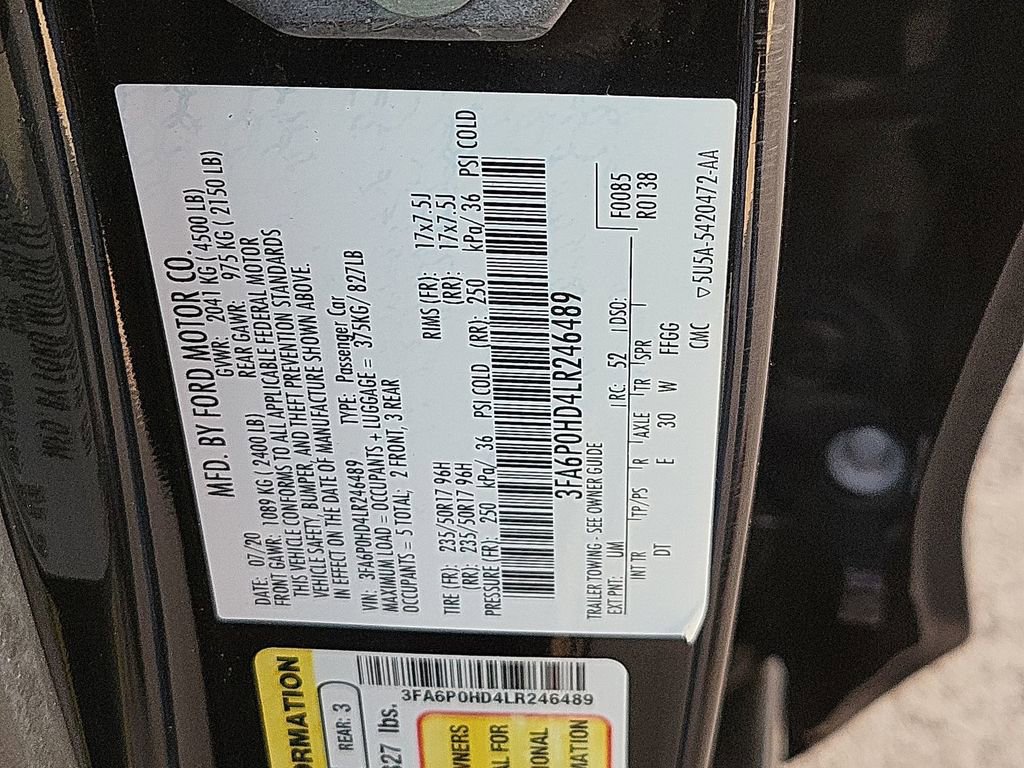 MFD. BY FORD MOTOR CO.
DATE: 07/20 GVWR: 2041 KG ( 4500 LB)
FRONT GAWR: 1089 KG ( 2400 LB) REAR GAWR: 975 KG ( 2150 LB)
THIS VEHICLE CONFORMS TO ALL APPLICABLE FEDERAL MOTOR
VEHICLE SAFETY, BUMPER, AND THEFT PREVENTION STANDARDS
IN EFFECT ON THE DATE OF MANUFACTURE SHOWN ABOVE.
VIN: 3FA6P0HD4LR246489 TYPE: Passenger Car
MAXIMUM LOAD = OCCUPANTS + LUGGAGE = 375KG/ 827LB
OCCUPANTS = 5 TOTAL; 2 FRONT, 3 REAR
TIRE (FR): 235/50R17 96H RIMS (FR): 17x7.5J
(RR): 235/50R17 96H (RR): 17x7.5J
PRESSURE (FR): 250 kPa/ 36 PSI COLD (RR): 250 kPa/ 36 PSI COLD
3FA6P0HD4LR246489
TRAILER TOWING - SEE OWNER GUIDE
F0085
R0138
EXT PNT: UM RC: 52 DSO:
INT TR TP/PS R AXLE TR SPR
DT E 30 W FFGG
CMC ▽5U5A-5420472-AA
ORMATION
REAR: 3
827 lbs.
3FA6P0HD4LR246489
WNERS
AL FOR
IONAL
MATION